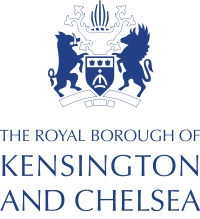 THE ROYAL BOROUGH OF
KENSINGTON
AND CHELSEA